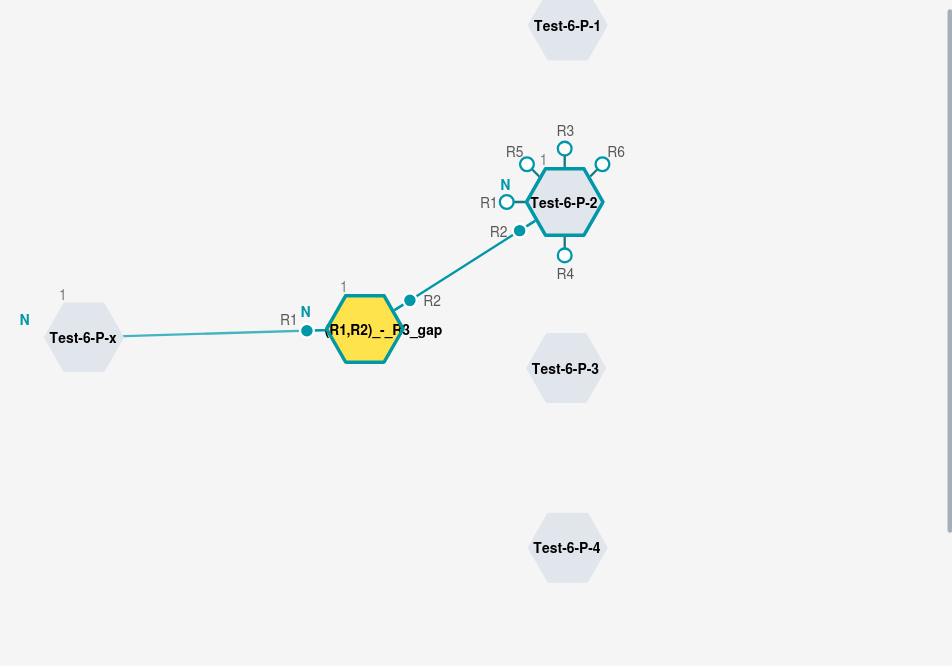 Test-6-P-1
R3
R5
1
R6
N
R1
Test-6-P-2
R2
R4
1
N
Test-6-P-x
1
N
R1
R2
(R1,R2)_-_R3_gap
Test-6-P-3
Test-6-P-4